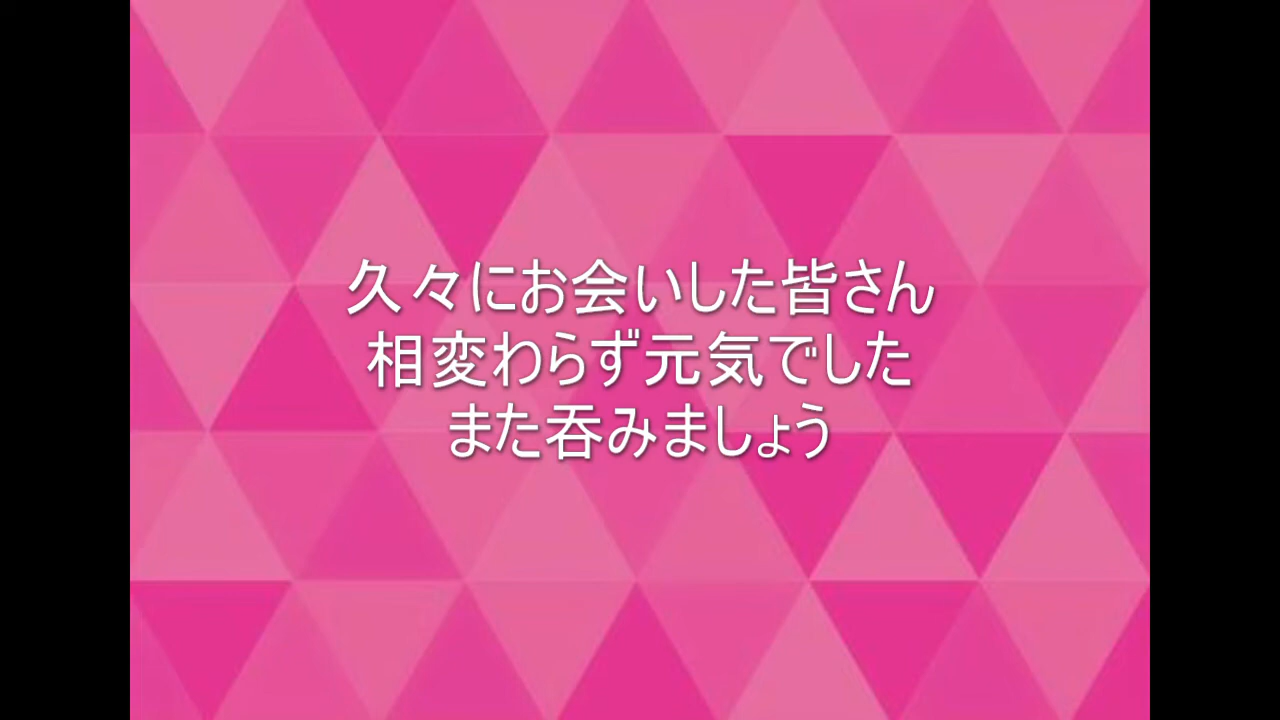 久々にお会いした皆さん
相変わらず元気でした
また呑みましょう